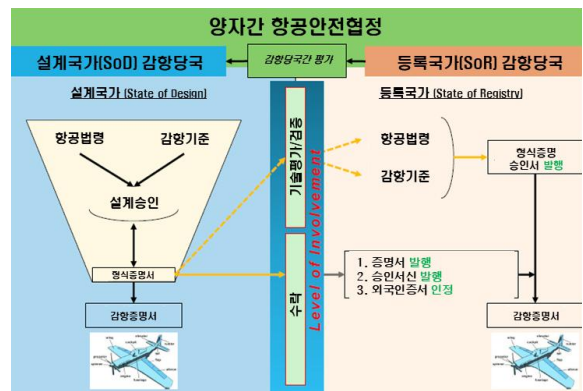 양자간 항공안전협정
설계국가(SoD) 감항당국
감항당국간 평가
등록국가(SoR) 감항당국
설계국가 (State of Design)
항공법령
감항기준
설계승인
형식증명서
감항증명서
기술평가/검증
수락
Level of Involvement
등록국가 (State of Registry)
항공법령
감항기준
형식증명
승인서 발행
1. 증명서 발행
2. 승인서신 발행
3. 외국인증서 인정
감항증명서